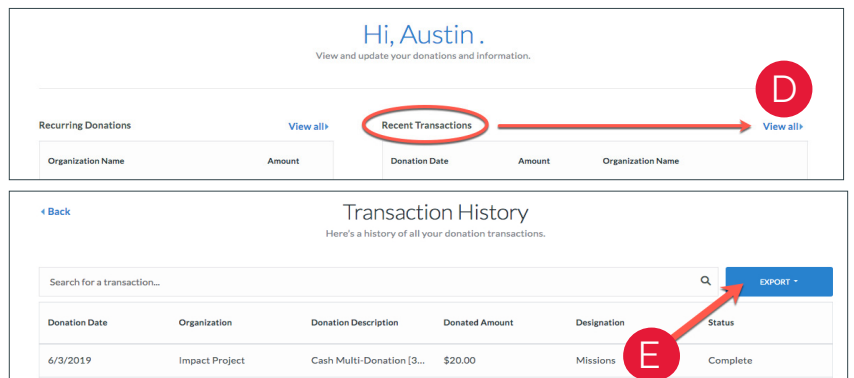 Hi, Austin .
View and update your donations and information.
D
Recurring Donations View all Recent Transactions View all
Organization Name Amount Donation Date Amount Organization Name
Back Transaction History
Here's a history of all your donation transactions.
Search for a transaction... EXPORT
Donation Date Organization Donation Description Donated Amount Designation Status
E
6/3/2019 Impact Project Cash Multi-Donation [3... $20.00 Missions Complete